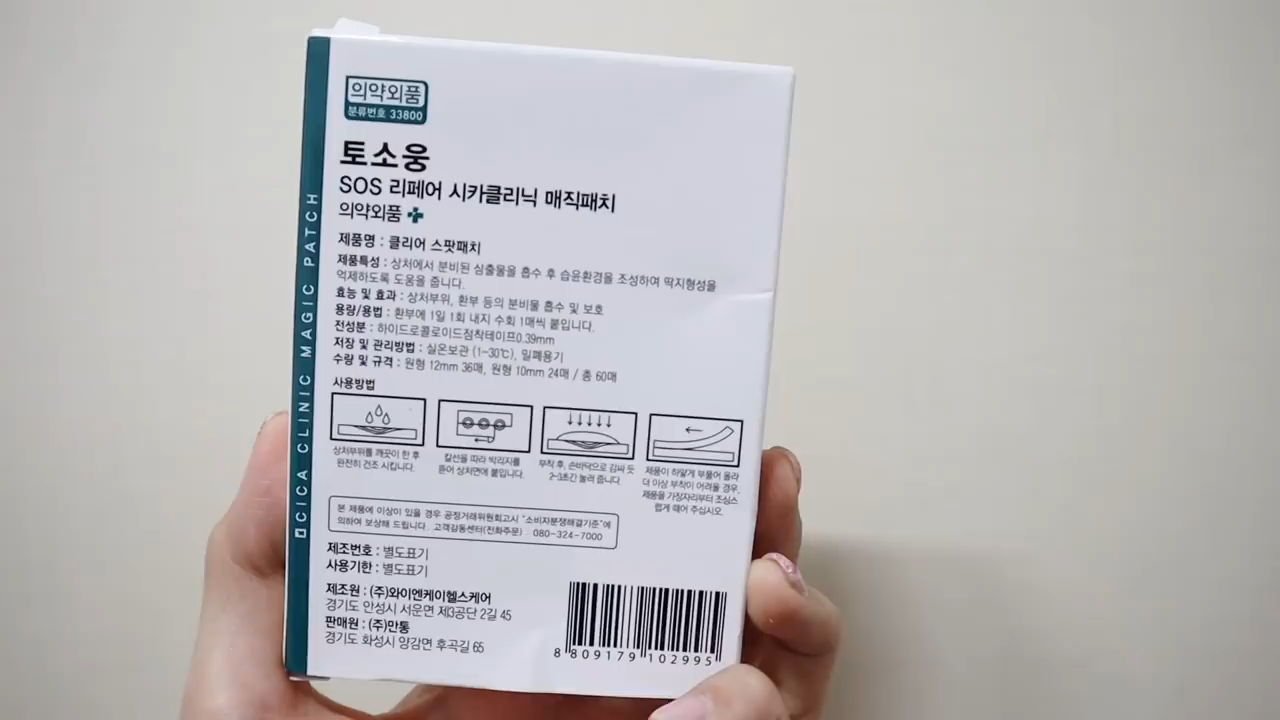 의약외품
분류번호 33800
토소웅
SOS 리페어 시카클리닉 매직패치
의약외품
제품명 : 클리어 스팟패치
제품특성 : 상처에서 분비된 삼출물을 흡수 후 습윤환경을 조성하여 딱지형성을
억제하도록 도움을 줍니다.
효능 및 효과 : 상처부위, 환부 등의 분비물 흡수 및 보호
용량/용법 : 환부에 1일 1회 내지 수회 1매씩 붙입니다.
전성분 : 하이드로콜로이드점착테이프0.39mm
저장 및 관리방법 : 실온보관 (1-30℃), 밀폐용기
수량 및 규격 : 원형 12mm 36매, 원형 10mm 24매 / 총 60매
사용방법
상처부위를 깨끗이 한 후
완전히 건조 시킵니다.
칼선을 따라 박리지를
뜯어 상처면에 붙입니다.
부착 후, 손바닥으로 감싸 듯
2~3초간 눌러 줍니다.
제품이 하얗게 부풀어 올라
더 이상 부착이 어려울 경우,
제품을 가장자리부터 조심스
럽게 떼어 주십시오.
본 제품에 이상이 있을 경우 공정거래위원회고시 "소비자분쟁해결기준"에
의하여 보상해 드립니다. 고객감동센터(전화주문) . 080-324-7000
제조번호 : 별도표기
사용기한 : 별도표기
제조원 : (주)와이엔케이헬스케어
경기도 안성시 서운면 제3공단 2길 45
판매원 : (주)만통
경기도 화성시 양감면 후곡길 65
8 809179 102995
CICA CLINIC MAGIC PATCH